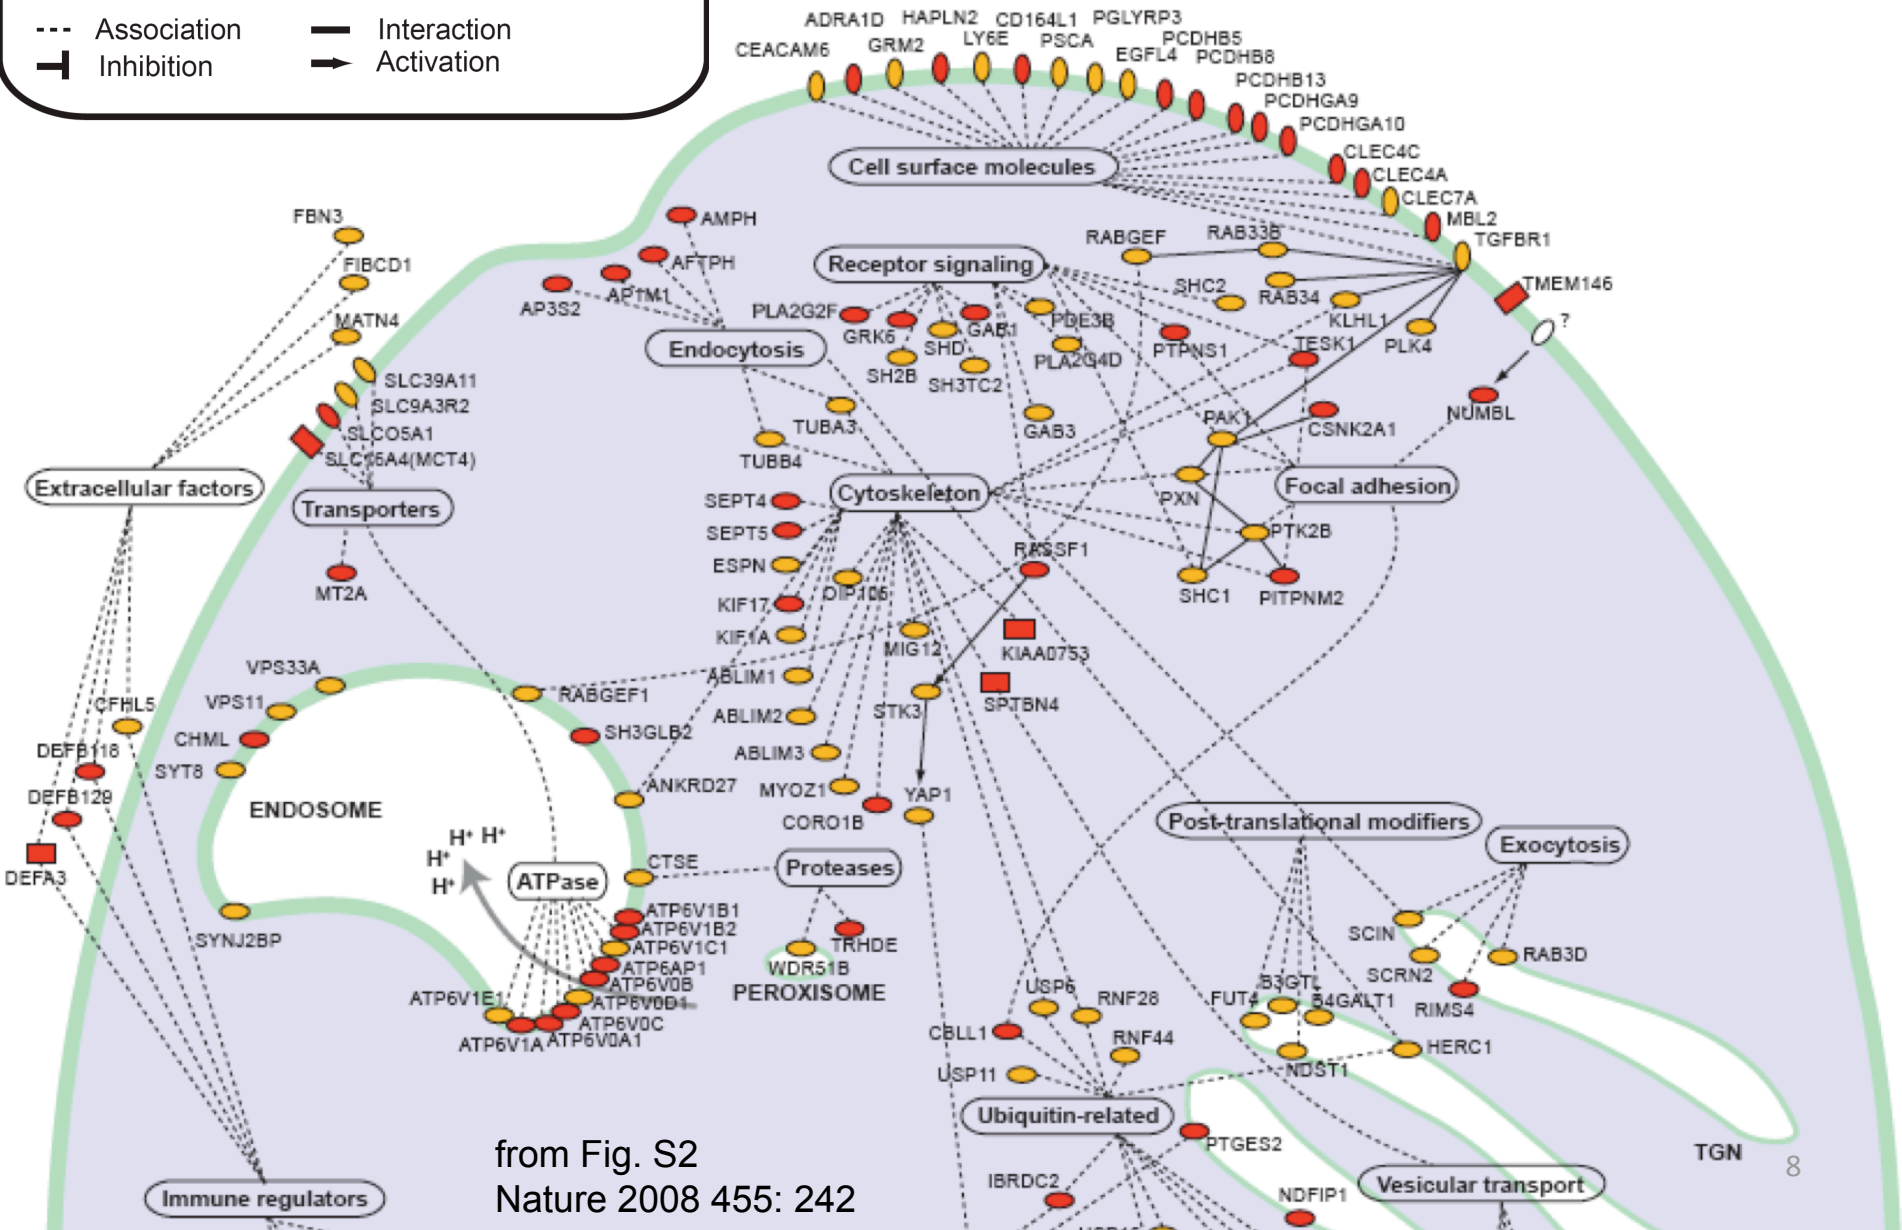 Association
Interaction
Inhibition
Activation
ADRA1D
HAPLN2
CD164L1
PGLYRP3
CEACAM6
GRM2
LY6E
PSCA
PCDHB5
EGFL4
PCDHB8
PCDHB13
PCDHGA9
PCDHGA10
CLEC4C
CLEC4A
CLEC7A
MBL2
TGFBR1
TMEM146
?
Cell surface molecules
FBN3
FIBCD1
MATN4
SLC39A11
SLC9A3R2
SLCO5A1
SLC16A4(MCT4)
AMPH
AFTPH
AP1M1
AP3S2
Endocytosis
Receptor signaling
RABGEF
RAB33B
SHC2
RAB34
KLHL1
PLK4
PLA2G2F
GRK6
SHD
GAB1
PDE3B
SH2B
SH3TC2
PLA2G4D
PTPNS1
TESK1
NUMBL
TUBA3
TUBB4
GAB3
PAK1
CSNK2A1
Extracellular factors
Transporters
MT2A
Cytoskeleton
Focal adhesion
PXN
PTK2B
SHC1
PITPNM2
SEPT4
SEPT5
ESPN
KIF17
KIF1A
DIP105
RASSF1
MIG12
KIAA0753
ABLIM1
ABLIM2
ABLIM3
STK3
SPTBN4
MYOZ1
CORO1B
YAP1
VPS33A
VPS11
CHML
SYT8
RABGEF1
SH3GLB2
ANKRD27
CFHL5
DEFB118
DEFB129
DEFA3
ENDOSOME
H+ H+
H+
H+
ATPase
CTSE
Proteases
Post-translational modifiers
Exocytosis
SYNJ2BP
ATP6V1B1
ATP6V1B2
ATP6V1C1
ATP6AP1
ATP6V0B
ATP6V0D1
ATP6V0C
ATP6V0A1
ATP6V1A
ATP6V1E1
TRHDE
WDR51B
PEROXISOME
SCIN
SCRN2
RAB3D
RIMS4
USP6
RNF28
CBLL1
RNF44
USP11
FUT4
B3GTL
B4GALT1
NDST1
HERC1
Ubiquitin-related
PTGES2
TGN
8
from Fig. S2
Nature 2008 455: 242
Immune regulators
IBRDC2
NDFIP1
Vesicular transport